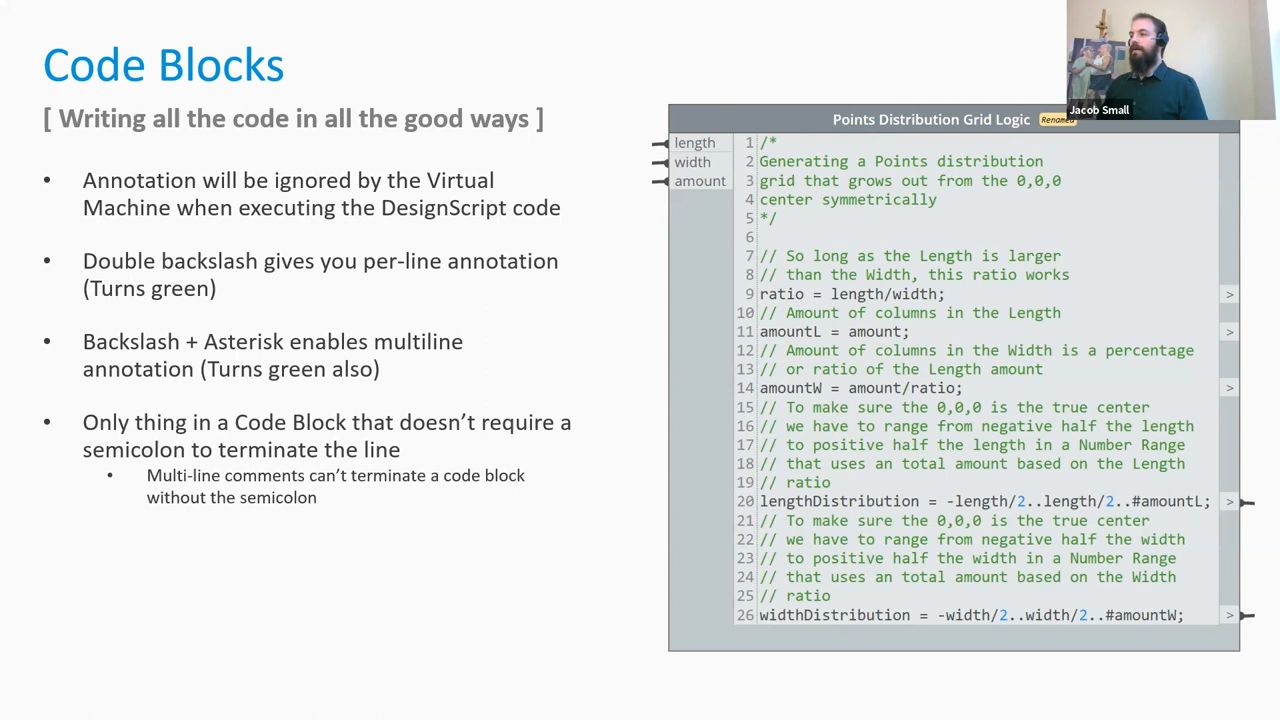 Code Blocks
[ Writing all the code in all the good ways ]
• Annotation will be ignored by the Virtual
Machine when executing the DesignScript code
• Double backslash gives you per-line annotation
(Turns green)
• Backslash + Asterisk enables multiline
annotation (Turns green also)
• Only thing in a Code Block that doesn’t require a
semicolon to terminate the line
• Multi-line comments can’t terminate a code block
without the semicolon
Jacob Small
Points Distribution Grid Logic Renamed
length
width
amount
1 /*
2 Generating a Points distribution
3 grid that grows out from the 0,0,0
4 center symmetrically
5 */
6
7 // So long as the Length is larger
8 // than the Width, this ratio works
9 ratio = length/width; >
10 // Amount of columns in the Length
11 amountL = amount; >
12 // Amount of columns in the Width is a percentage
13 // or ratio of the Length amount
14 amountW = amount/ratio; >
15 // To make sure the 0,0,0 is the true center
16 // we have to range from negative half the length
17 // to positive half the length in a Number Range
18 // that uses an total amount based on the Length
19 // ratio
20 lengthDistribution = -length/2..length/2..#amountL; >
21 // To make sure the 0,0,0 is the true center
22 // we have to range from negative half the width
23 // to positive half the width in a Number Range
24 // that uses an total amount based on the Width
25 // ratio
26 widthDistribution = -width/2..width/2..#amountW; >